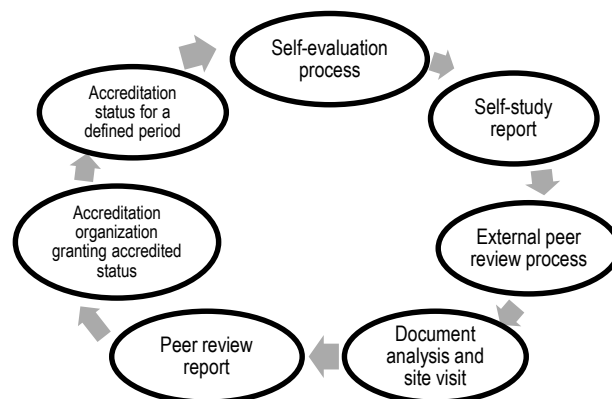 Self-evaluation
process
Self-study
report
External peer
review process
Document
analysis and
site visit
Peer review
report
Accreditation
organization
granting accredited
status
Accreditation
status for a
defined period